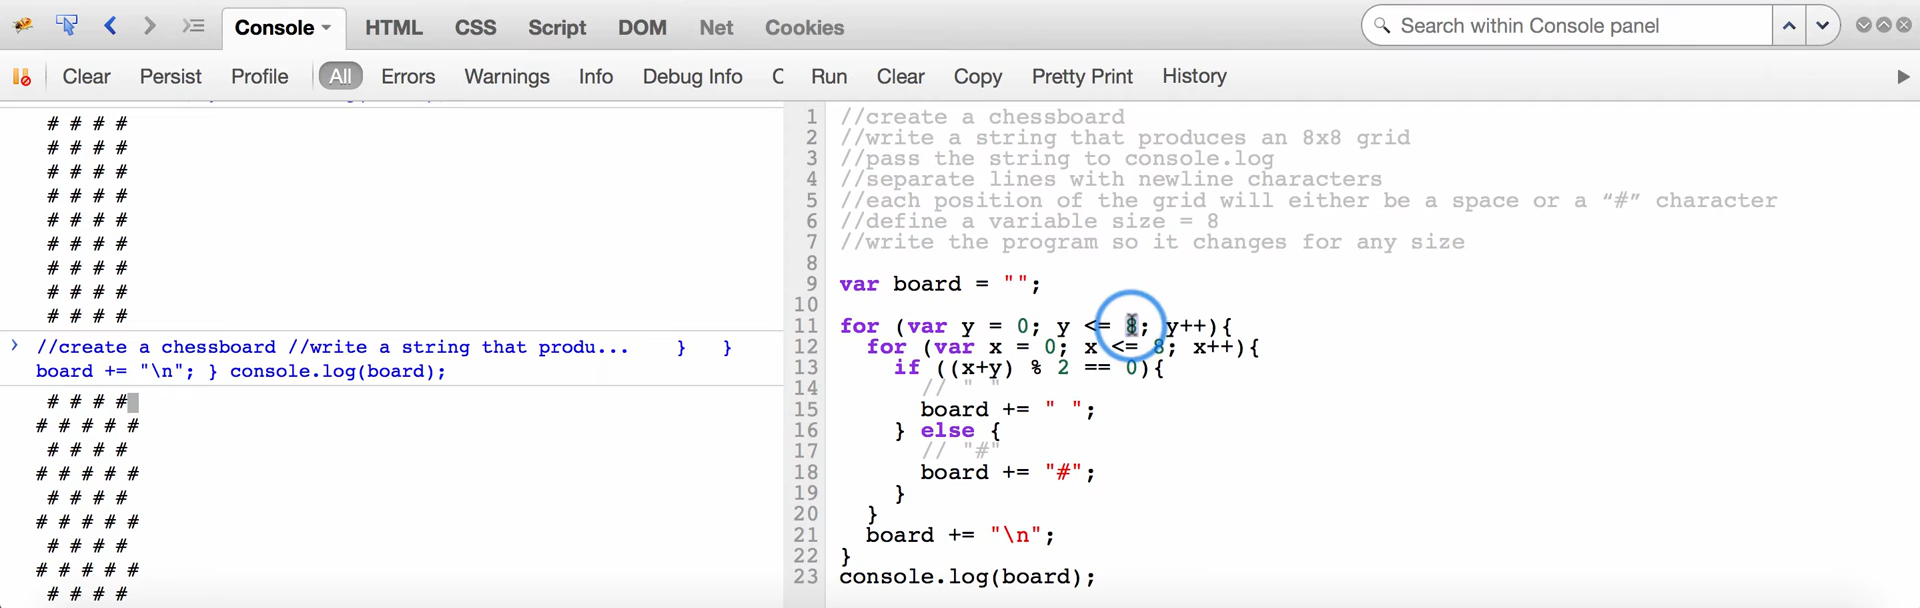 Console HTML CSS Script DOM Net Cookies Search within Console panel
Clear Persist Profile All Errors Warnings Info Debug Info C Run Clear Copy Pretty Print History
# # # #
# # # #
# # # #
# # # #
# # # #
# # # #
# # # #
# # # #
# # # #
//create a chessboard //write a string that produ... } }
board += "\n"; } console.log(board);
# # # #
# # # # #
# # # #
# # # # #
# # # #
# # # # #
# # # #
# # # # #
# # # #
1 //create a chessboard
2 //write a string that produces an 8x8 grid
3 //pass the string to console.log
4 //separate lines with newline characters
5 //each position of the grid will either be a space or a “#” character
6 //define a variable size = 8
7 //write the program so it changes for any size
8
9 var board = "";
10
11 for (var y = 0; y <= 8; y++){
12 for (var x = 0; x <= 8; x++){
13 if ((x+y) % 2 == 0){
14 // " "
15 board += " ";
16 } else {
17 // "#"
18 board += "#";
19 }
20 }
21 board += "\n";
22 }
23 console.log(board);